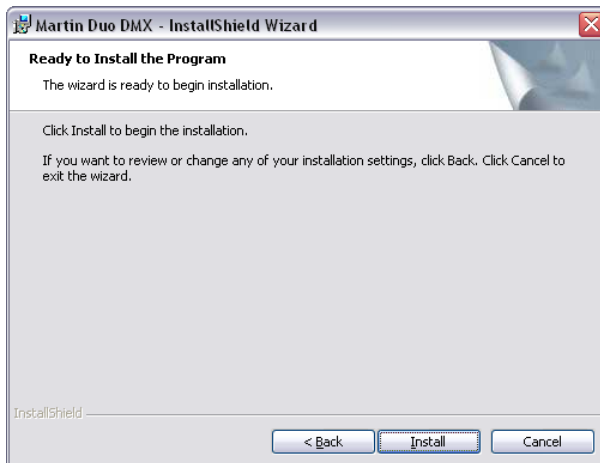 Martin Duo DMX - InstallShield Wizard
Ready to Install the Program
The wizard is ready to begin installation.
Click Install to begin the installation.
If you want to review or change any of your installation settings, click Back. Click Cancel to
exit the wizard.
InstallShield
< Back
Install
Cancel